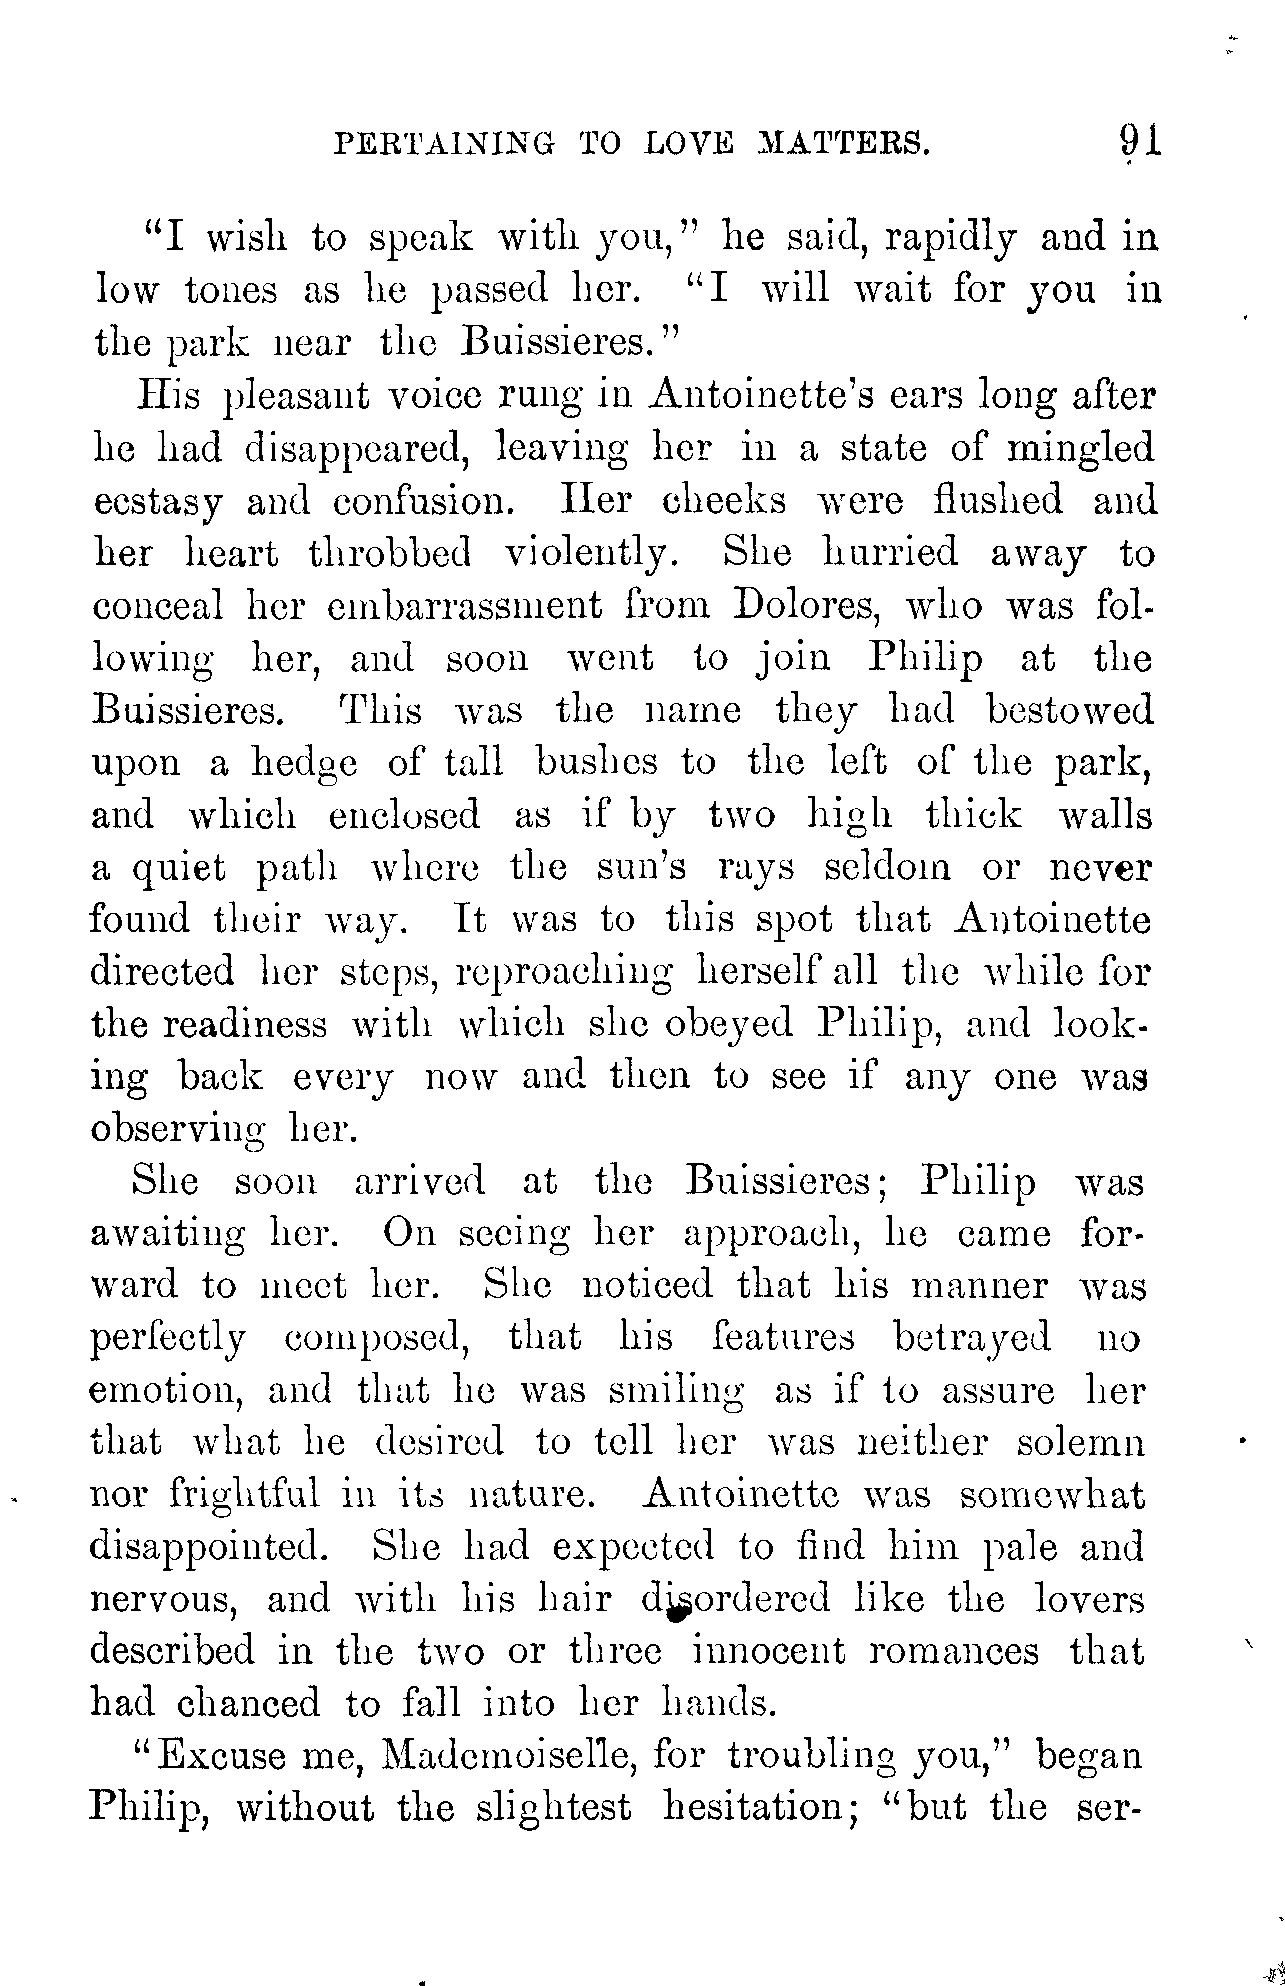 PERTAINING TO LOVE MATTERS. 91
"I wish to speak with you," he said, rapidly and in
low tones as he passed her. "I will wait for you in
the park near the Buissieres."
His pleasant voice rung in Antoinette's ears long after
he had disappeared, leaving her in a state of mingled
ecstasy and confusion. Her cheeks were flushed and
her heart throbbed violently. She hurried away to
conceal her embarrassment from Dolores, who was fol-
lowing her, and soon went to join Philip at the
Buissieres. This was the name they had bestowed
upon a hedge of tall bushes to the left of the park,
and which enclosed as if by two high thick walls
a quiet path where the sun's rays seldom or never
found their way. It was to this spot that Antoinette
directed her steps, reproaching herself all the while for
the readiness with which she obeyed Philip, and look-
ing back every now and then to see if any one was
observing her.
She soon arrived at the Buissieres; Philip was
awaiting her. On seeing her approach, he came for-
ward to meet her. She noticed that his manner was
perfectly composed, that his features betrayed no
emotion, and that he was smiling as if to assure her
that what he desired to tell her was neither solemn
nor frightful in its nature. Antoinette was somewhat
disappointed. She had expected to find him pale and
nervous, and with his hair disordered like the lovers
described in the two or three innocent romances that
had chanced to fall into her hands.
"Excuse me, Mademoiselle, for troubling you," began
Philip, without the slightest hesitation; "but the ser-